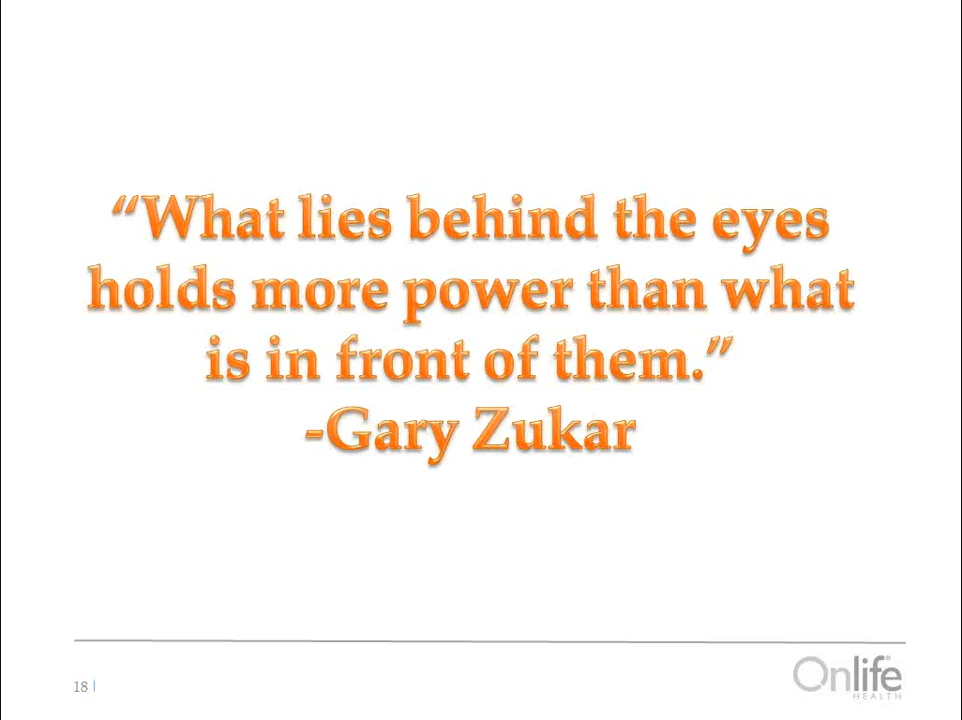 “What lies behind the eyes
holds more power than what
is in front of them.”
-Gary Zukar
18 |
Onlife
HEALTH